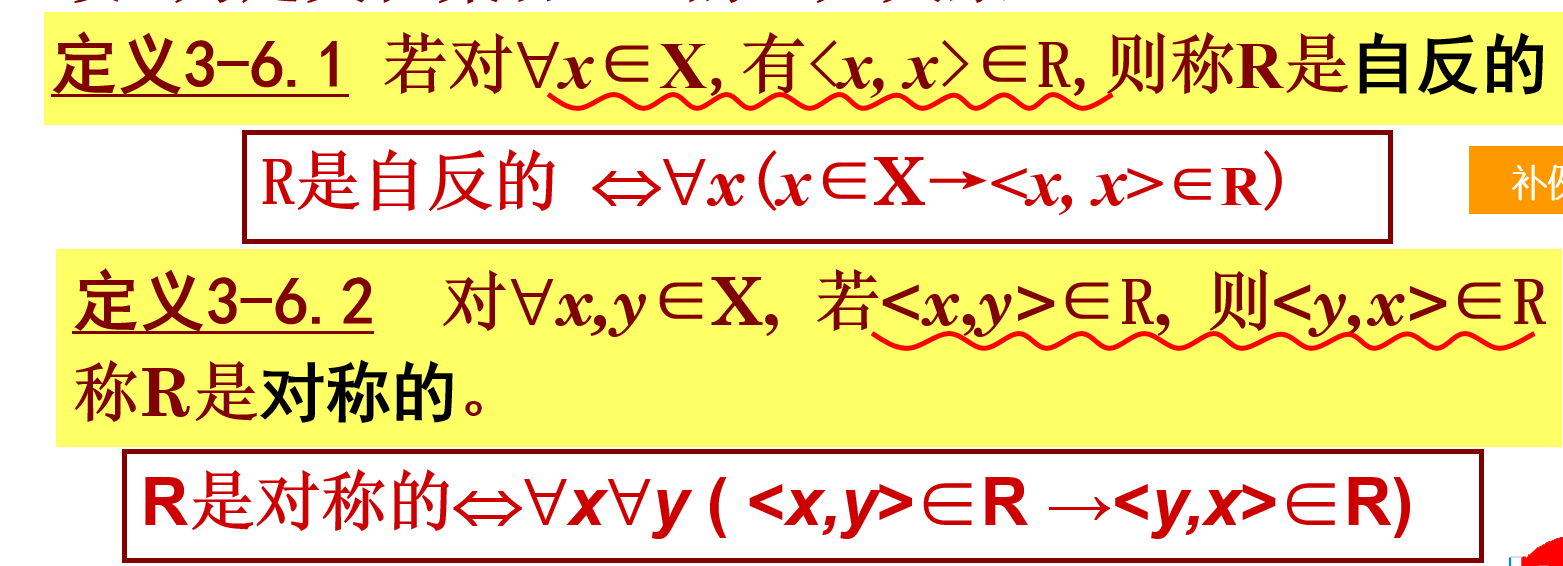 定义3-6.1 若对∀x∈X,有<x, x>∈R,则称R是自反的
R是自反的 ⇔∀x(x∈X→<x, x>∈R)
补
定义3-6.2 对∀x,y∈X, 若<x,y>∈R, 则<y,x>∈R
称R是对称的。
R是对称的⇔∀x∀y ( <x,y>∈R →<y,x>∈R)